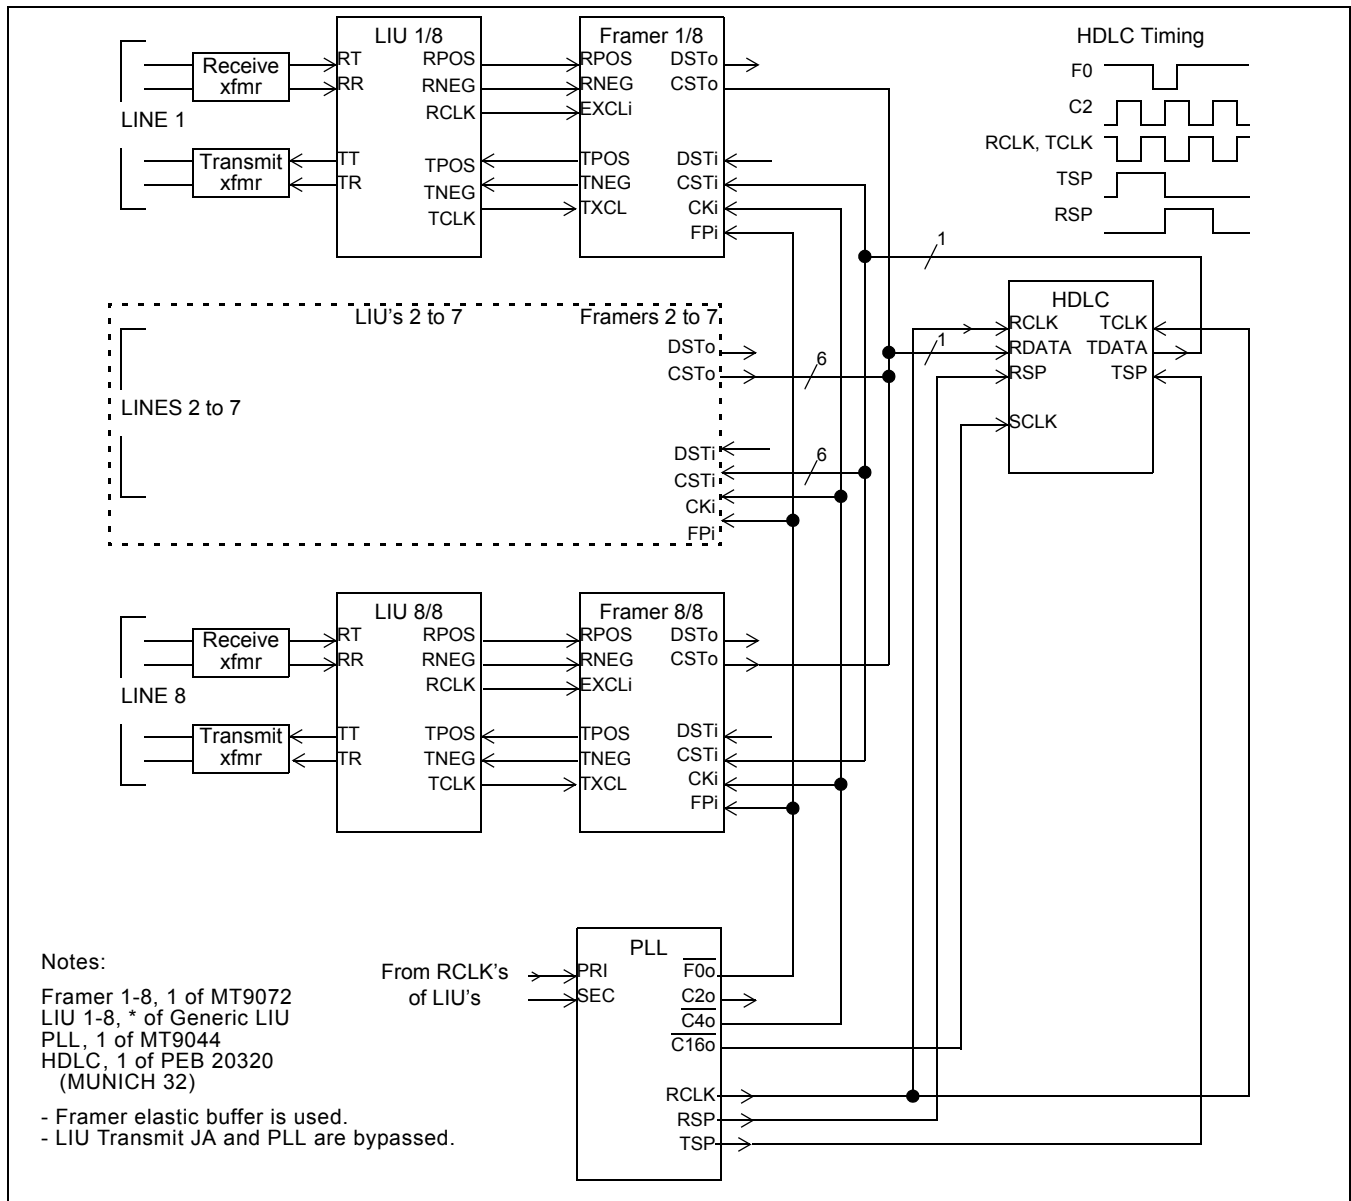 LIU 1/8
Framer 1/8
HDLC Timing
Receive
xfmr
RT
RR
RPOS
RNEG
RCLK
RPOS
RNEG
EXCLi
DSTo
CSTo
F0
C2
RCLK, TCLK
TSP
RSP
LINE 1
Transmit
xfmr
TT
TR
TPOS
TNEG
TCLK
TPOS
TNEG
TXCL
DSTi
CSTi
CKi
FPi
1
HDLC
RCLK
RDATA
RSP
SCLK
TCLK
TDATA
TSP
1
LIU's 2 to 7
Framers 2 to 7
DSTo
CSTo
6
LINES 2 to 7
DSTi
CSTi
CKi
FPi
6
LIU 8/8
Framer 8/8
Receive
xfmr
RT
RR
RPOS
RNEG
RCLK
RPOS
RNEG
EXCLi
DSTo
CSTo
LINE 8
Transmit
xfmr
TT
TR
TPOS
TNEG
TCLK
TPOS
TNEG
TXCL
DSTi
CSTi
CKi
FPi
PLL
From RCLK's
of LIU's
PRI
SEC
F0o
C2o
C4o
C16o
RCLK
RSP
TSP
Notes:
Framer 1-8, 1 of MT9072
LIU 1-8, * of Generic LIU
PLL, 1 of MT9044
HDLC, 1 of PEB 20320
(MUNICH 32)
- Framer elastic buffer is used.
- LIU Transmit JA and PLL are bypassed.